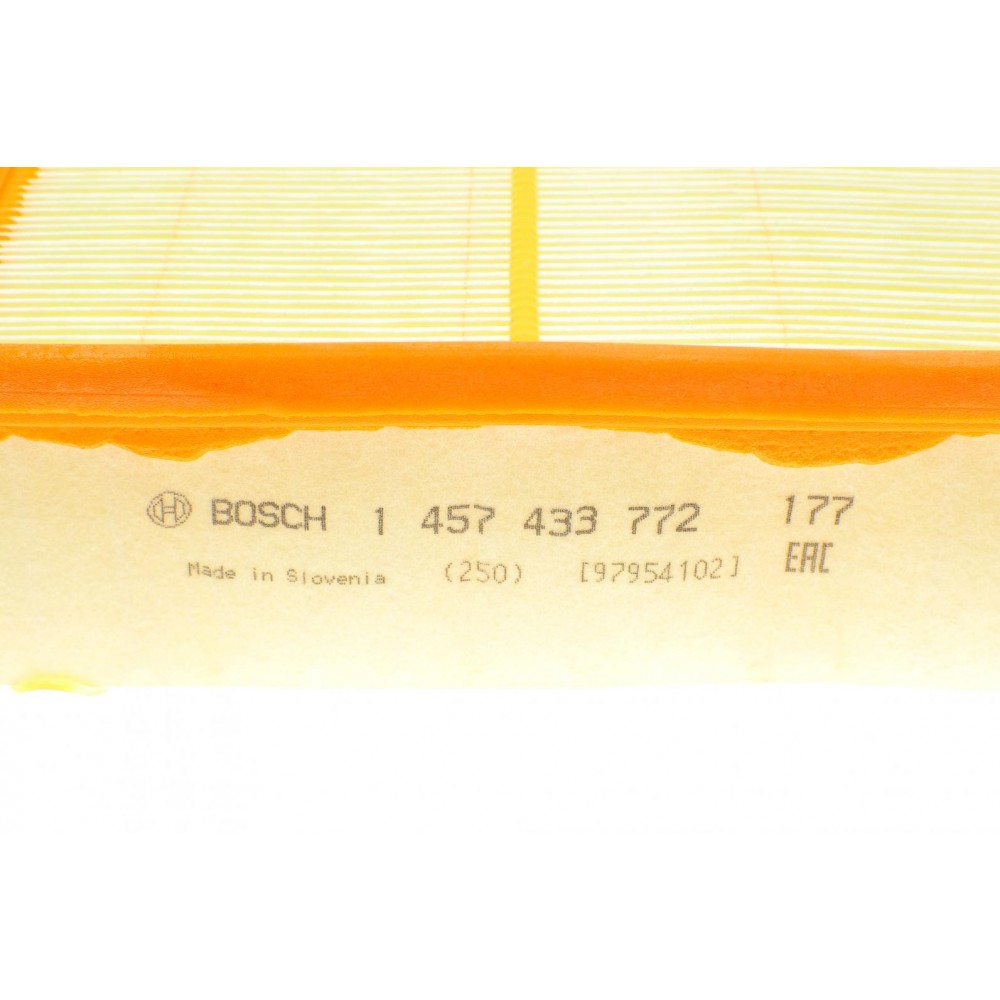 BOSCH 1 457 433 772 177
Made in Slovenia (250) [97954102] EAC